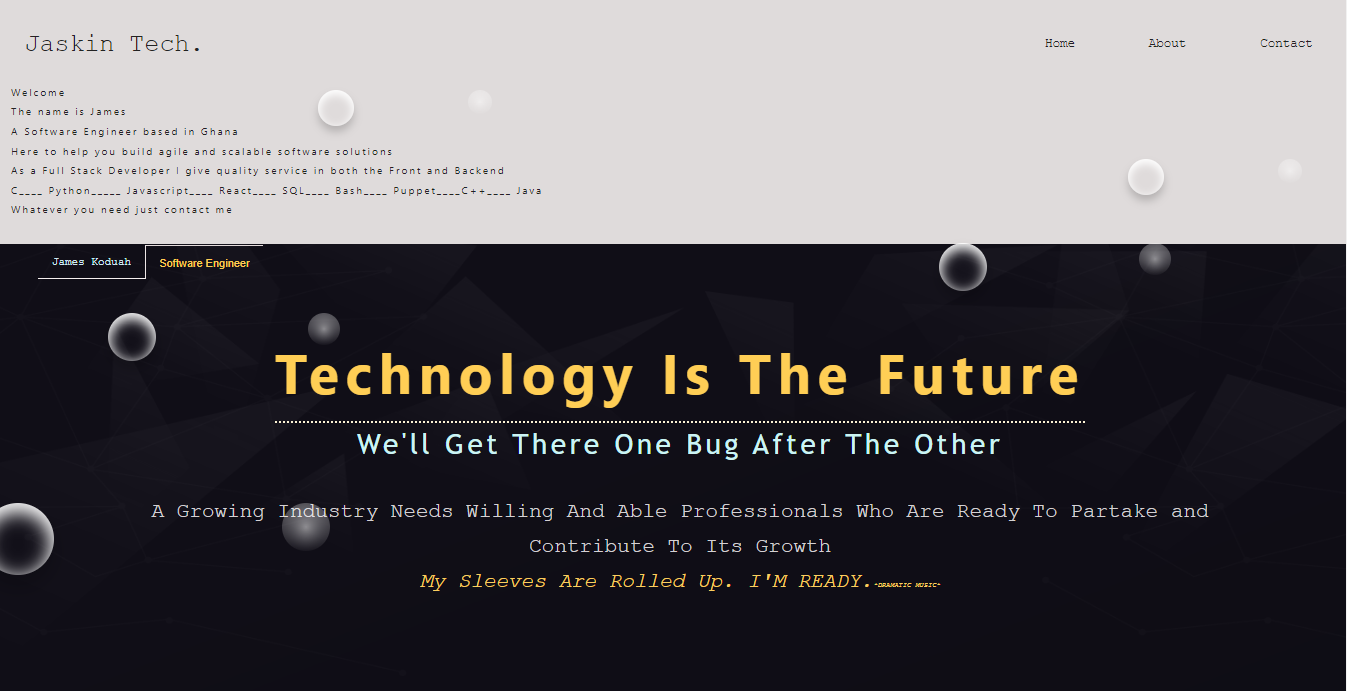 Jaskin Tech.
Home About Contact
Welcome
The name is James
A Software Engineer based in Ghana
Here to help you build agile and scalable software solutions
As a Full Stack Developer I give quality service in both the Front and Backend
C____ Python_____ Javascript____ React____ SQL____ Bash____ Puppet____C++____ Java
Whatever you need just contact me
James Koduah Software Engineer
Technology Is The Future
We'll Get There One Bug After The Other
A Growing Industry Needs Willing And Able Professionals Who Are Ready To Partake and
Contribute To Its Growth
My Sleeves Are Rolled Up. I'M READY.*DRAMATIC MUSIC*